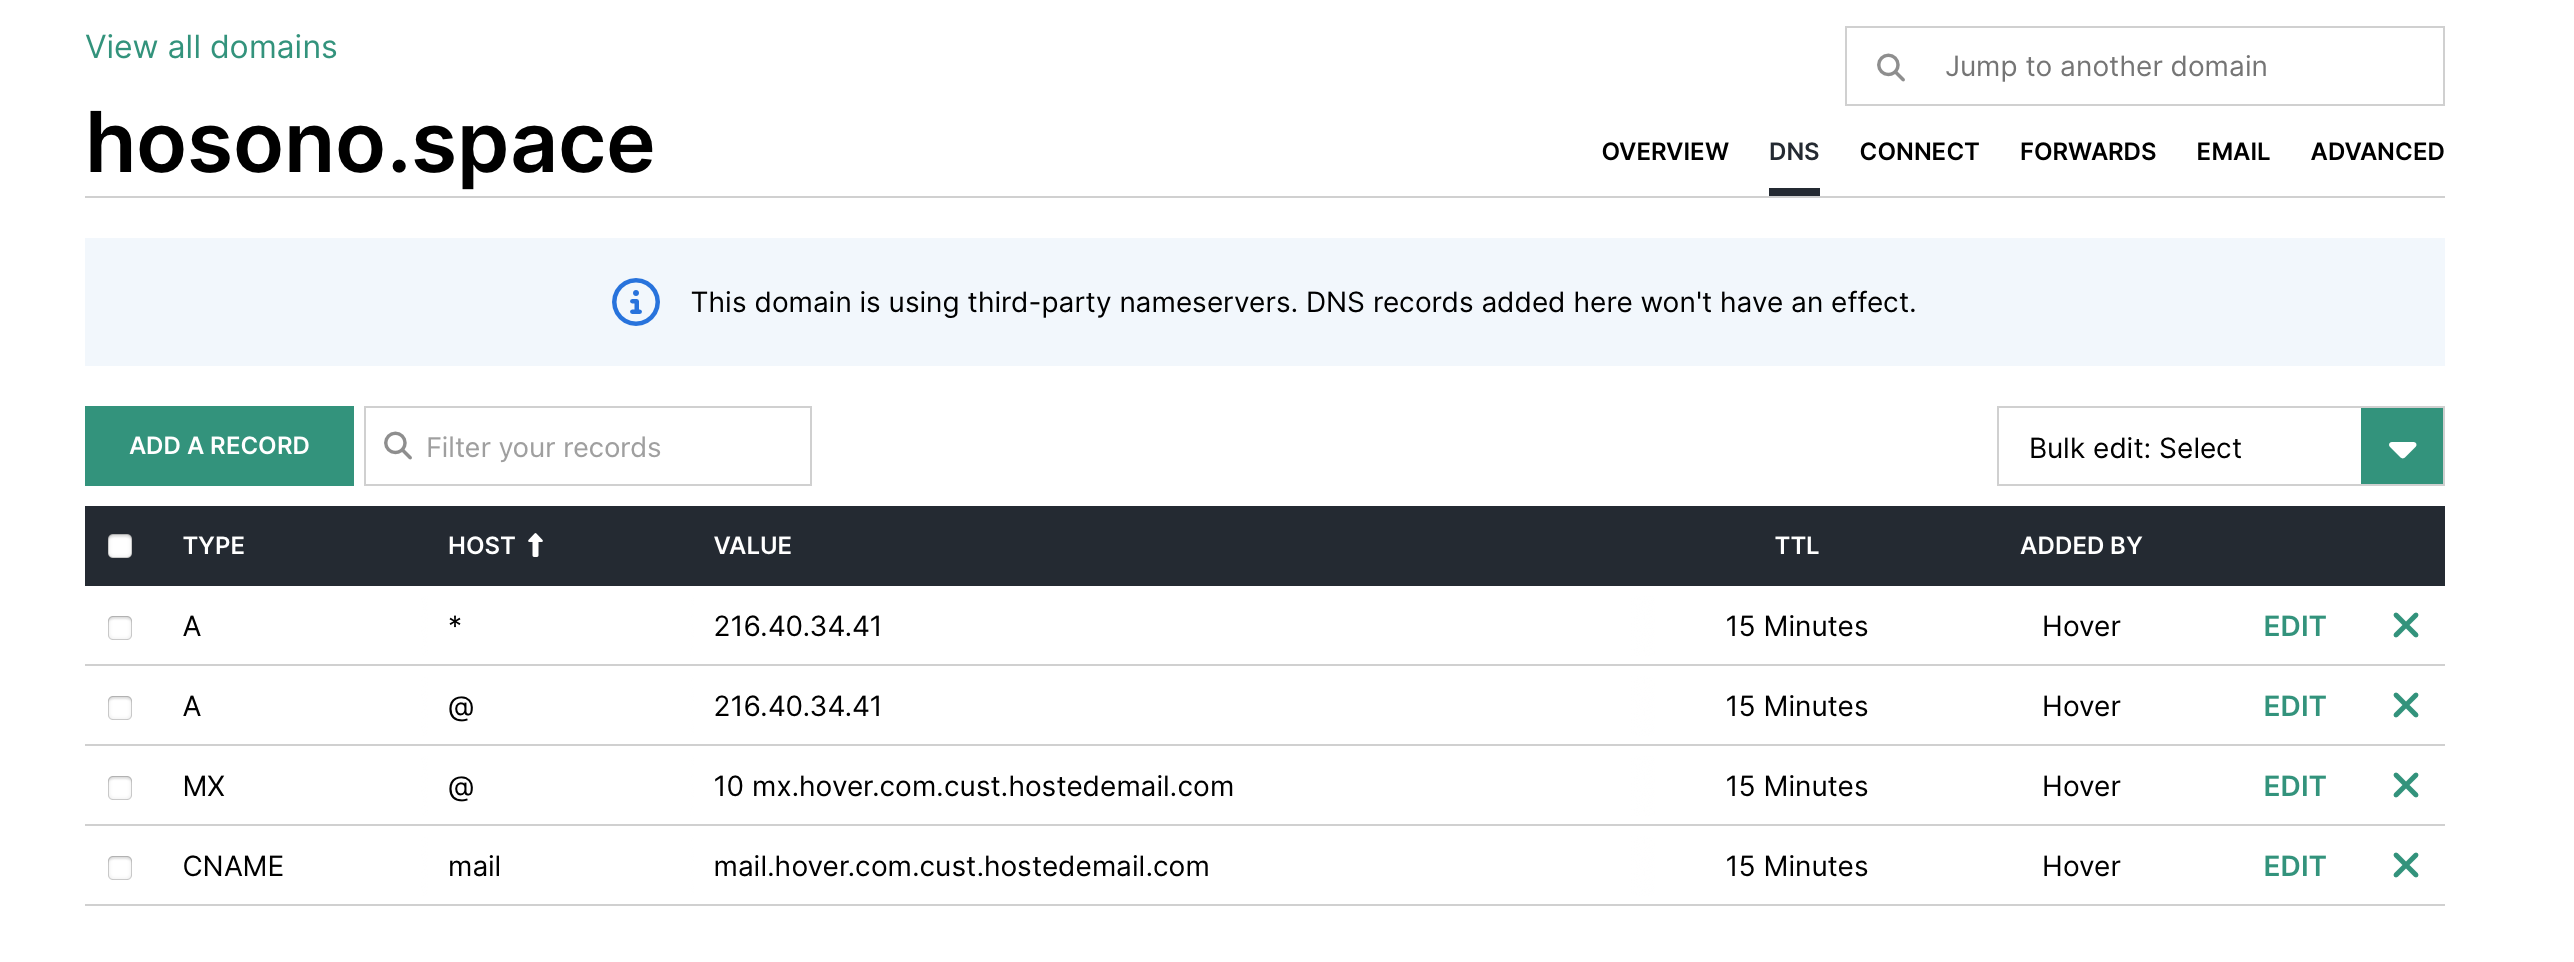 View all domains
Jump to another domain
hosono.space
OVERVIEW DNS CONNECT FORWARDS EMAIL ADVANCED
This domain is using third-party nameservers. DNS records added here won't have an effect.
ADD A RECORD Filter your records Bulk edit: Select
TYPE HOST VALUE TTL ADDED BY
A * 216.40.34.41 15 Minutes Hover EDIT
A @ 216.40.34.41 15 Minutes Hover EDIT
MX @ 10 mx.hover.com.cust.hostedemail.com 15 Minutes Hover EDIT
CNAME mail mail.hover.com.cust.hostedemail.com 15 Minutes Hover EDIT